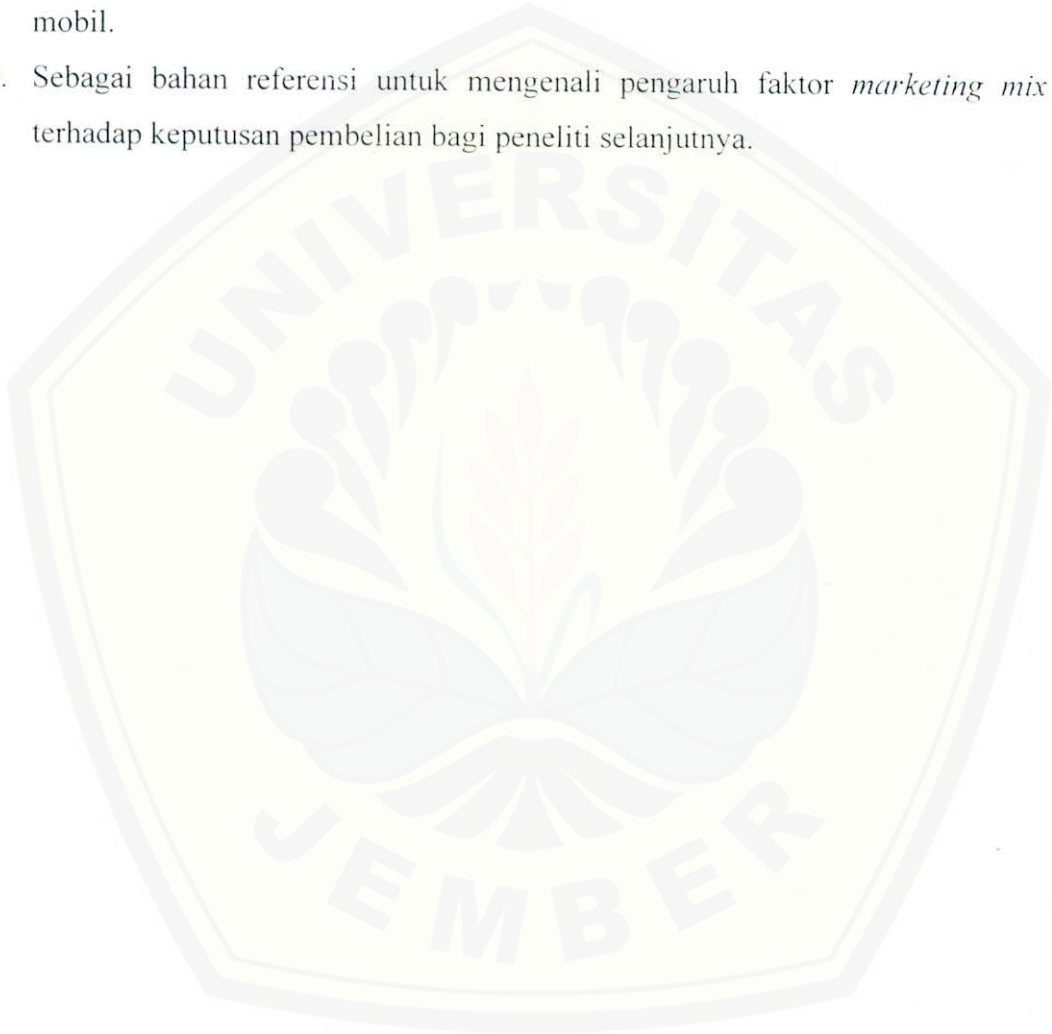 mobil.
. Sebagai bahan referensi untuk mengenali pengaruh faktor marketing mix
terhadap keputusan pembelian bagi peneliti selanjutnya.
UNIVERSITAS
JEMBER